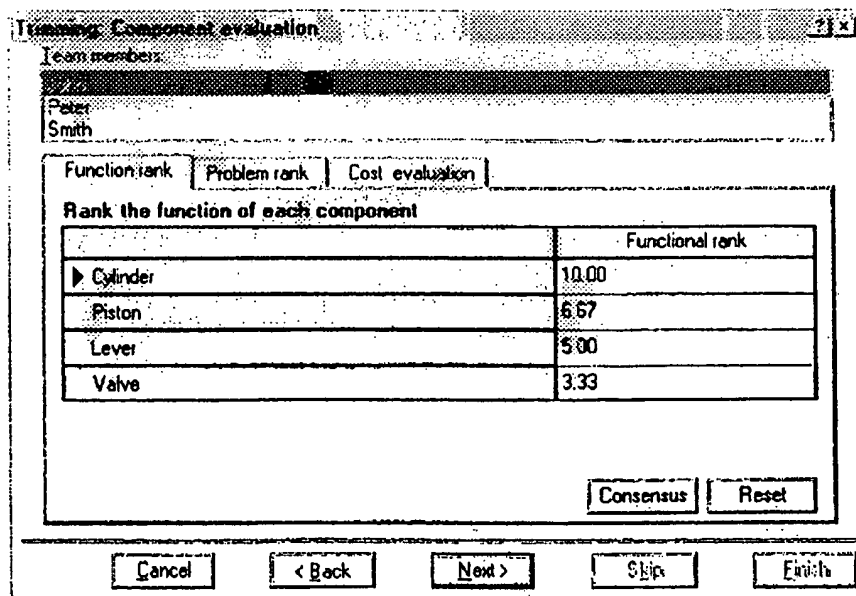 Trimming: Component evaluation ? ×
Team members:
Peter
Smith
Function rank Problem rank Cost evaluation
Rank the function of each component
Functional rank
Cylinder 10.00
Piston 6.67
Lever 5.00
Valve 3.33
Consensus Reset
Cancel < Back Next > Skip Finish